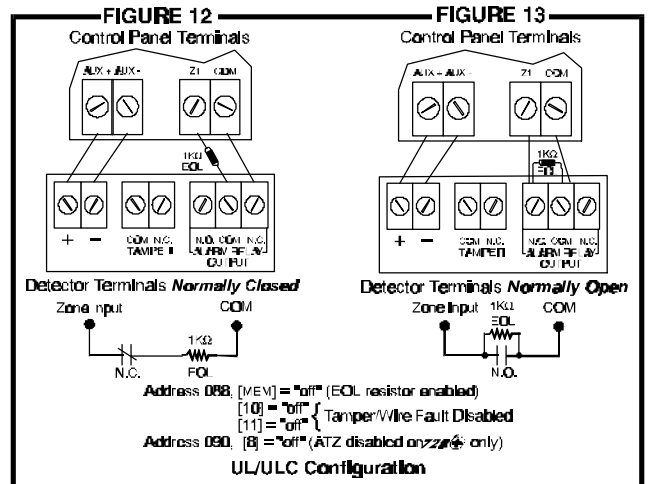 FIGURE 12
Control Panel Terminals
AUX + AUX - Z1 COM
1KΩ
EOL
+ - COM N.C. N.O. COM N.C.
TAMPER ALARM RELAY
OUTPUT
Detector Terminals Normally Closed
Zone Input COM
1KΩ
N.C. EOL
FIGURE 13
Control Panel Terminals
AUX + AUX - Z1 COM
1KΩ
EOL
+ - COM N.C. N.O. COM N.C.
TAMPER ALARM RELAY
OUTPUT
Detector Terminals Normally Open
Zone Input 1KΩ COM
EOL
N.O.
Address 088, [MEM] = "off" (EOL resistor enabled)
[10] = "off"
[11] = "off" { Tamper/Wire Fault Disabled
Address 090, [8] = "off" (ATZ disabled on only)
UL/ULC Configuration